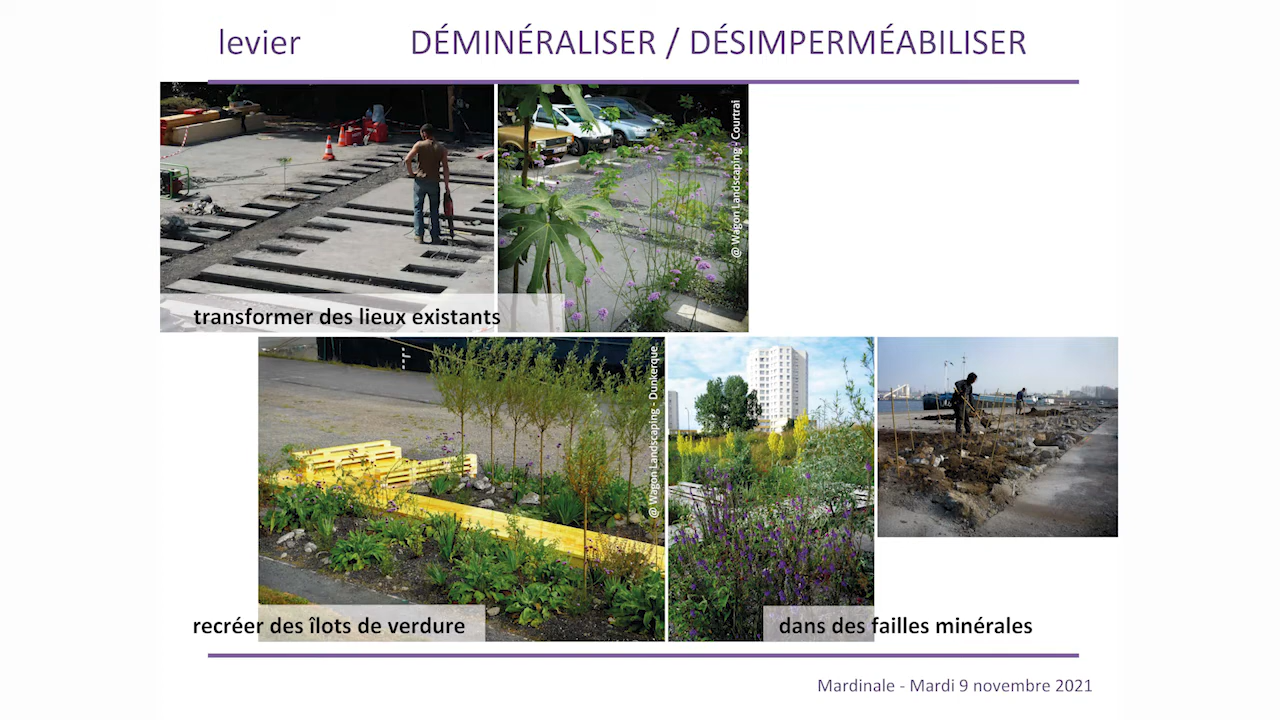 levier
DÉMINÉRALISER / DÉSIMPERMÉABILISER
@ Wagon Landscaping - Courtrai
transformer des lieux existants
@ Wagon Landscaping - Dunkerque
recréer des îlots de verdure
dans des failles minérales
Mardinale - Mardi 9 novembre 2021